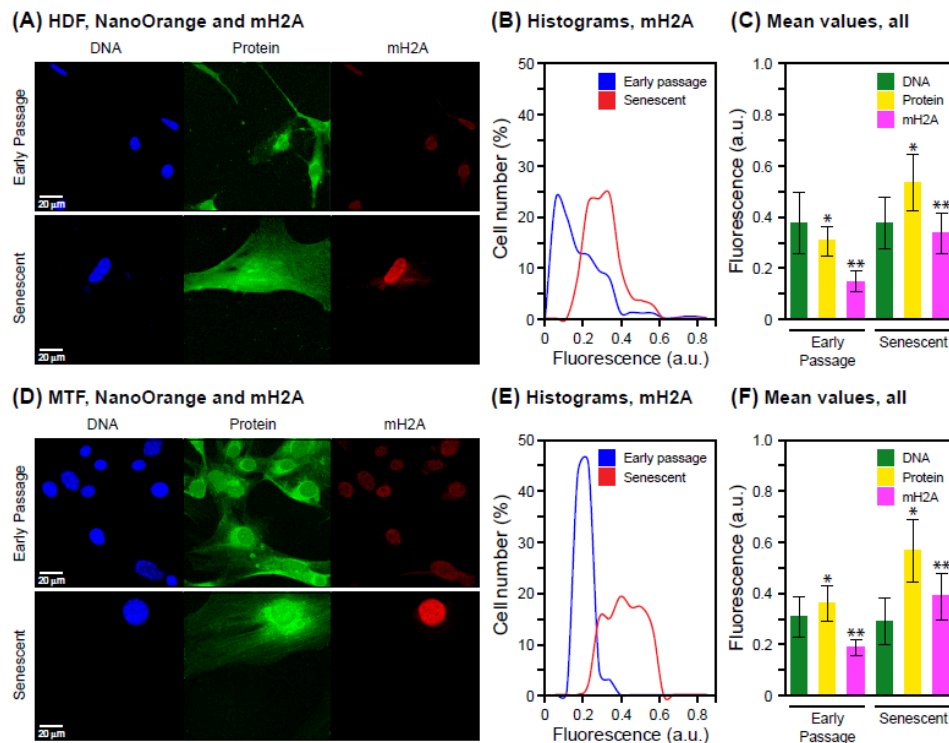 (A) HDF, NanoOrange and mH2A
DNA Protein mH2A
Early Passage
20 μm
Senescent
20 μm
(B) Histograms, mH2A
Cell number (%)
50
40
30
20
10
0
Early passage
Senescent
0 0.2 0.4 0.6 0.8
Fluorescence (a.u.)
(C) Mean values, all
Fluorescence (a.u.)
1.0
0.8
0.6
0.4
0.2
0
DNA
Protein
mH2A
* ** * **
Early Passage
Senescent
(D) MTF, NanoOrange and mH2A
DNA Protein mH2A
Early Passage
20 μm
Senescent
20 μm
(E) Histograms, mH2A
Cell number (%)
50
40
30
20
10
0
Early passage
Senescent
0 0.2 0.4 0.6 0.8
Fluorescence (a.u.)
(F) Mean values, all
Fluorescence (a.u.)
1.0
0.8
0.6
0.4
0.2
0
DNA
Protein
mH2A
* ** * **
Early Passage
Senescent